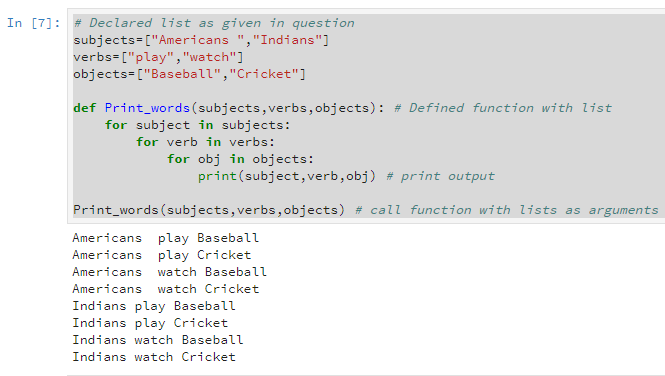 In [7]: # Declared list as given in question
subjects=["Americans ","Indians"]
verbs=["play","watch"]
objects=["Baseball","Cricket"]

def Print_words(subjects,verbs,objects): # Defined function with list
    for subject in subjects:
        for verb in verbs:
            for obj in objects:
                print(subject,verb,obj) # print output

Print_words(subjects,verbs,objects) # call function with lists as arguments
Americans  play Baseball
Americans  play Cricket
Americans  watch Baseball
Americans  watch Cricket
Indians play Baseball
Indians play Cricket
Indians watch Baseball
Indians watch Cricket